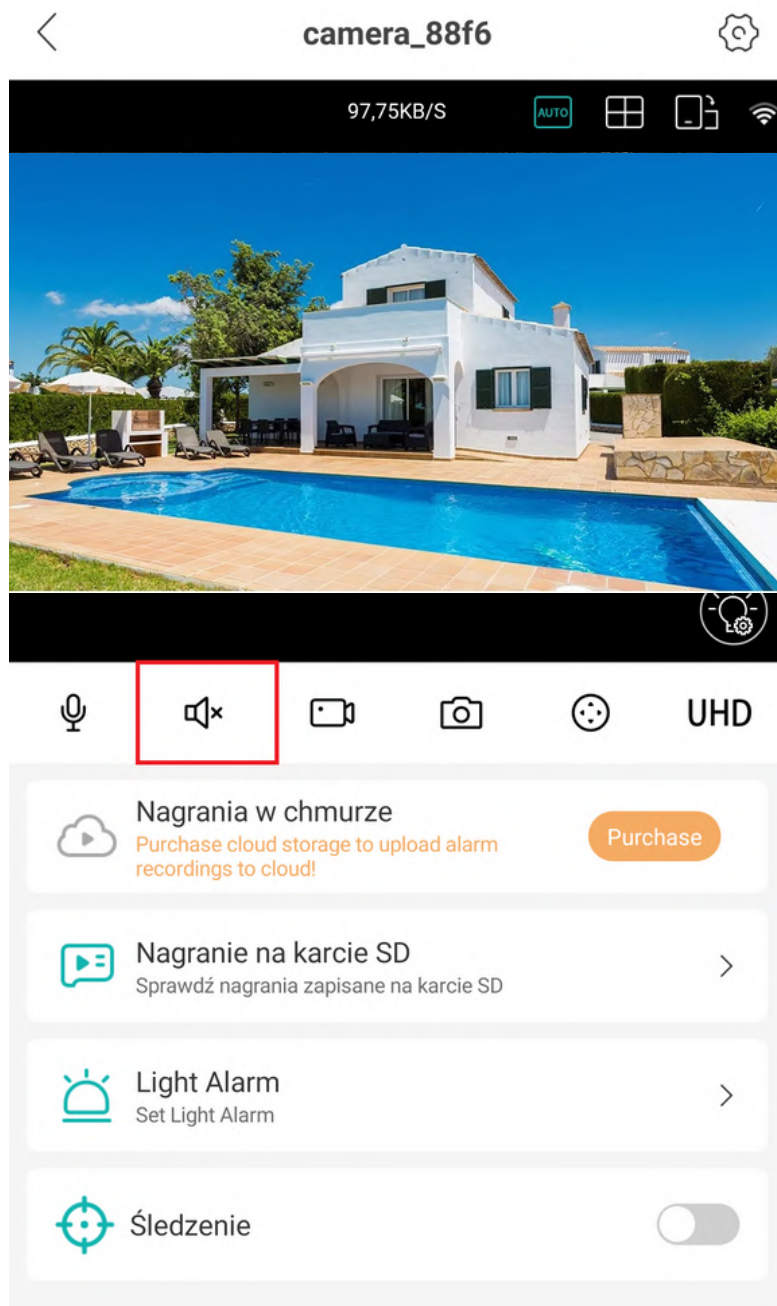 camera_88f6
97,75KB/S
AUTO
UHD
Nagrania w chmurze
Purchase cloud storage to upload alarm
recordings to cloud!
Purchase
Nagranie na karcie SD
Sprawdź nagrania zapisane na karcie SD
Light Alarm
Set Light Alarm
Śledzenie